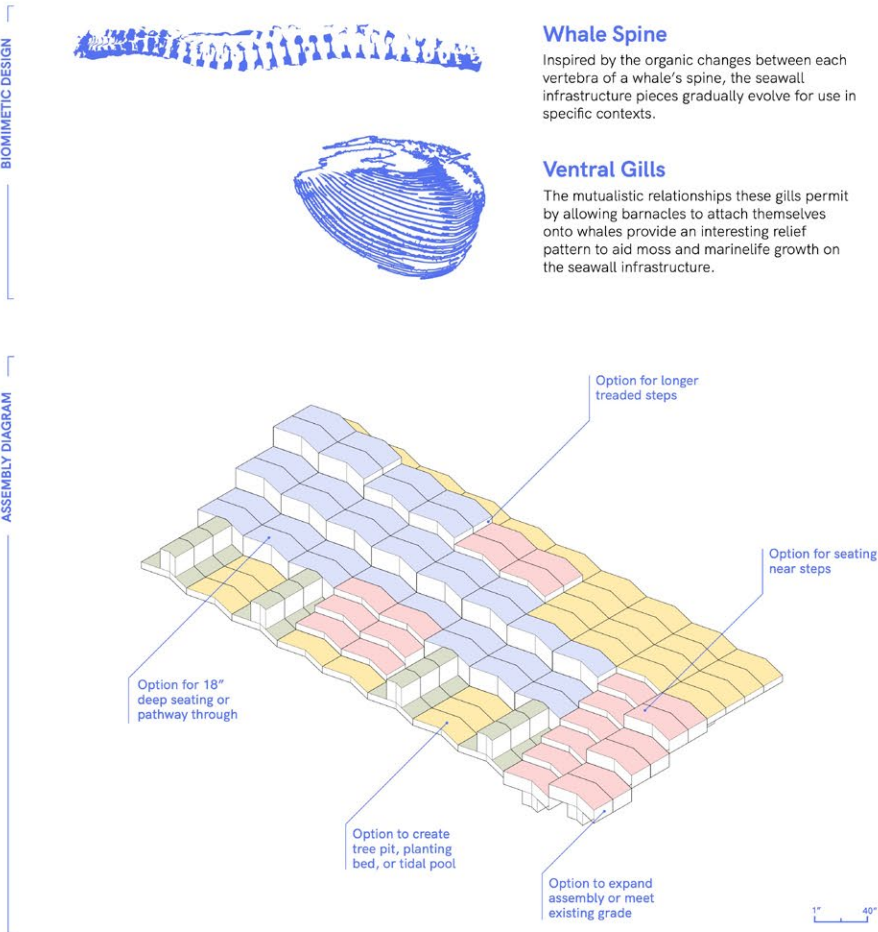 BIOMIMETIC DESIGN
Whale Spine
Inspired by the organic changes between each
vertebra of a whale's spine, the seawall
infrastructure pieces gradually evolve for use in
specific contexts.
Ventral Gills
The mutualistic relationships these gills permit
by allowing barnacles to attach themselves
onto whales provide an interesting relief
pattern to aid moss and marinelife growth on
the seawall infrastructure.
ASSEMBLY DIAGRAM
Option for longer
treaded steps
Option for seating
near steps
Option for 18"
deep seating or
pathway through
Option to create
tree pit, planting
bed, or tidal pool
Option to expand
assembly or meet
existing grade
1" 40"